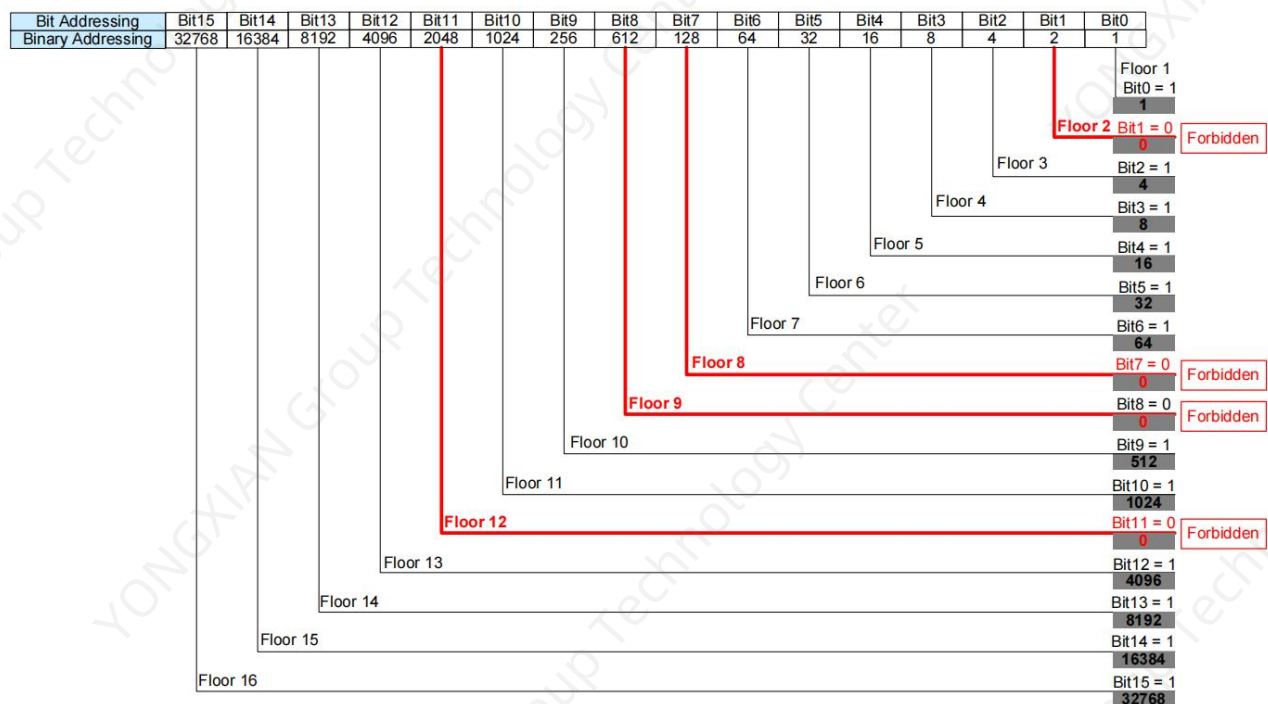 Bit Addressing Bit15 Bit14 Bit13 Bit12 Bit11 Bit10 Bit9 Bit8 Bit7 Bit6 Bit5 Bit4 Bit3 Bit2 Bit1 Bit0
Binary Addressing 32768 16384 8192 4096 2048 1024 256 612 128 64 32 16 8 4 2 1
Floor 1
Bit0 = 1
1
Floor 2 Bit1 = 0
0 Forbidden
Floor 3 Bit2 = 1
4
Floor 4 Bit3 = 1
8
Floor 5 Bit4 = 1
16
Floor 6 Bit5 = 1
32
Floor 7 Bit6 = 1
64
Floor 8 Bit7 = 0
0 Forbidden
Floor 9 Bit8 = 0
0 Forbidden
Floor 10 Bit9 = 1
512
Floor 11 Bit10 = 1
1024
Floor 12 Bit11 = 0
0 Forbidden
Floor 13 Bit12 = 1
4096
Floor 14 Bit13 = 1
8192
Floor 15 Bit14 = 1
16384
Floor 16 Bit15 = 1
32768
YONGXIAN Group Technology Center